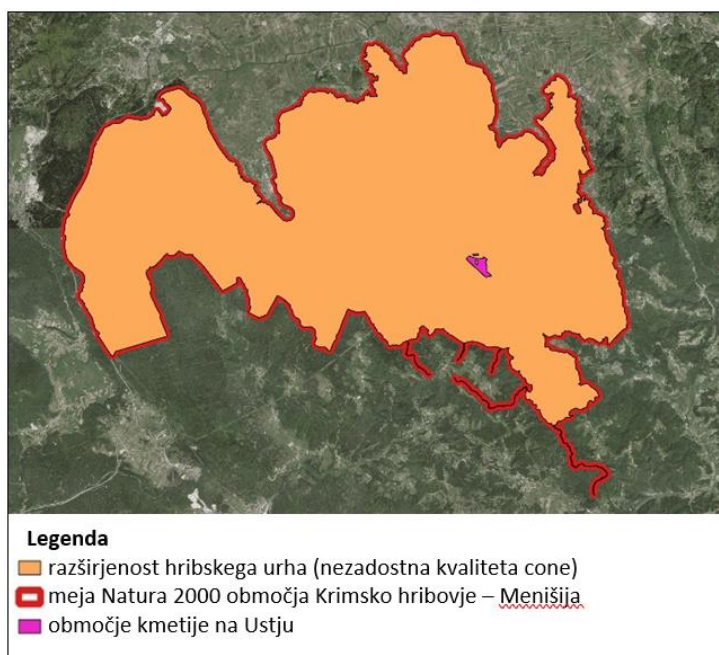 Legenda
razširjenost hribskega urha (nezadostna kvaliteta cone)
meja Natura 2000 območja Krimsko hribovje – Menišija
območje kmetije na Ustju